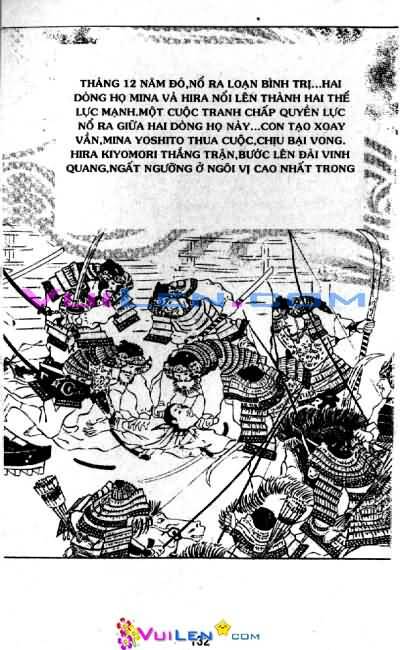 THÁNG 12 NĂM ĐÓ,NỔ RA LOẠN BÌNH TRỊ...HAI
DÒNG HỌ MINA VẢ HIRA NỔI LÊN THÀNH HAI THẾ
LỰC MẠNH.MỘT CUỘC TRANH CHẤP QUYỀN LỰC
NỔ RA GIỮA HAI DÒNG HỌ NÀY...CON TẠO XOAY
VẦN,MINA YOSHITO THUA CUỘC,CHỊU BẠI VONG.
HIRA KIYOMORI THẮNG TRẬN,BƯỚC LÊN ĐÀI VINH
QUANG,NGẤT NGƯỠNG Ở NGÔI VỊ CAO NHẤT TRONG
VUILEN.COM
VUILEN.COM
132